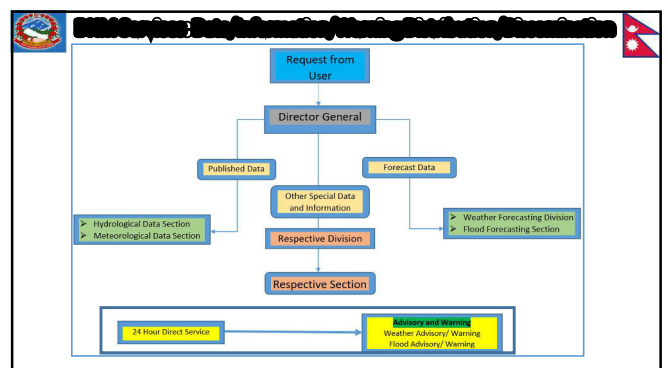 Request from
User
Director General
Published Data
Forecast Data
Other Special Data
and Information
➢ Hydrological Data Section
➢ Meteorological Data Section
➢ Weather Forecasting Division
➢ Flood Forecasting Section
Respective Division
Respective Section
24 Hour Direct Service
Advisory and Warning
Weather Advisory/ Warning
Flood Advisory/ Warning